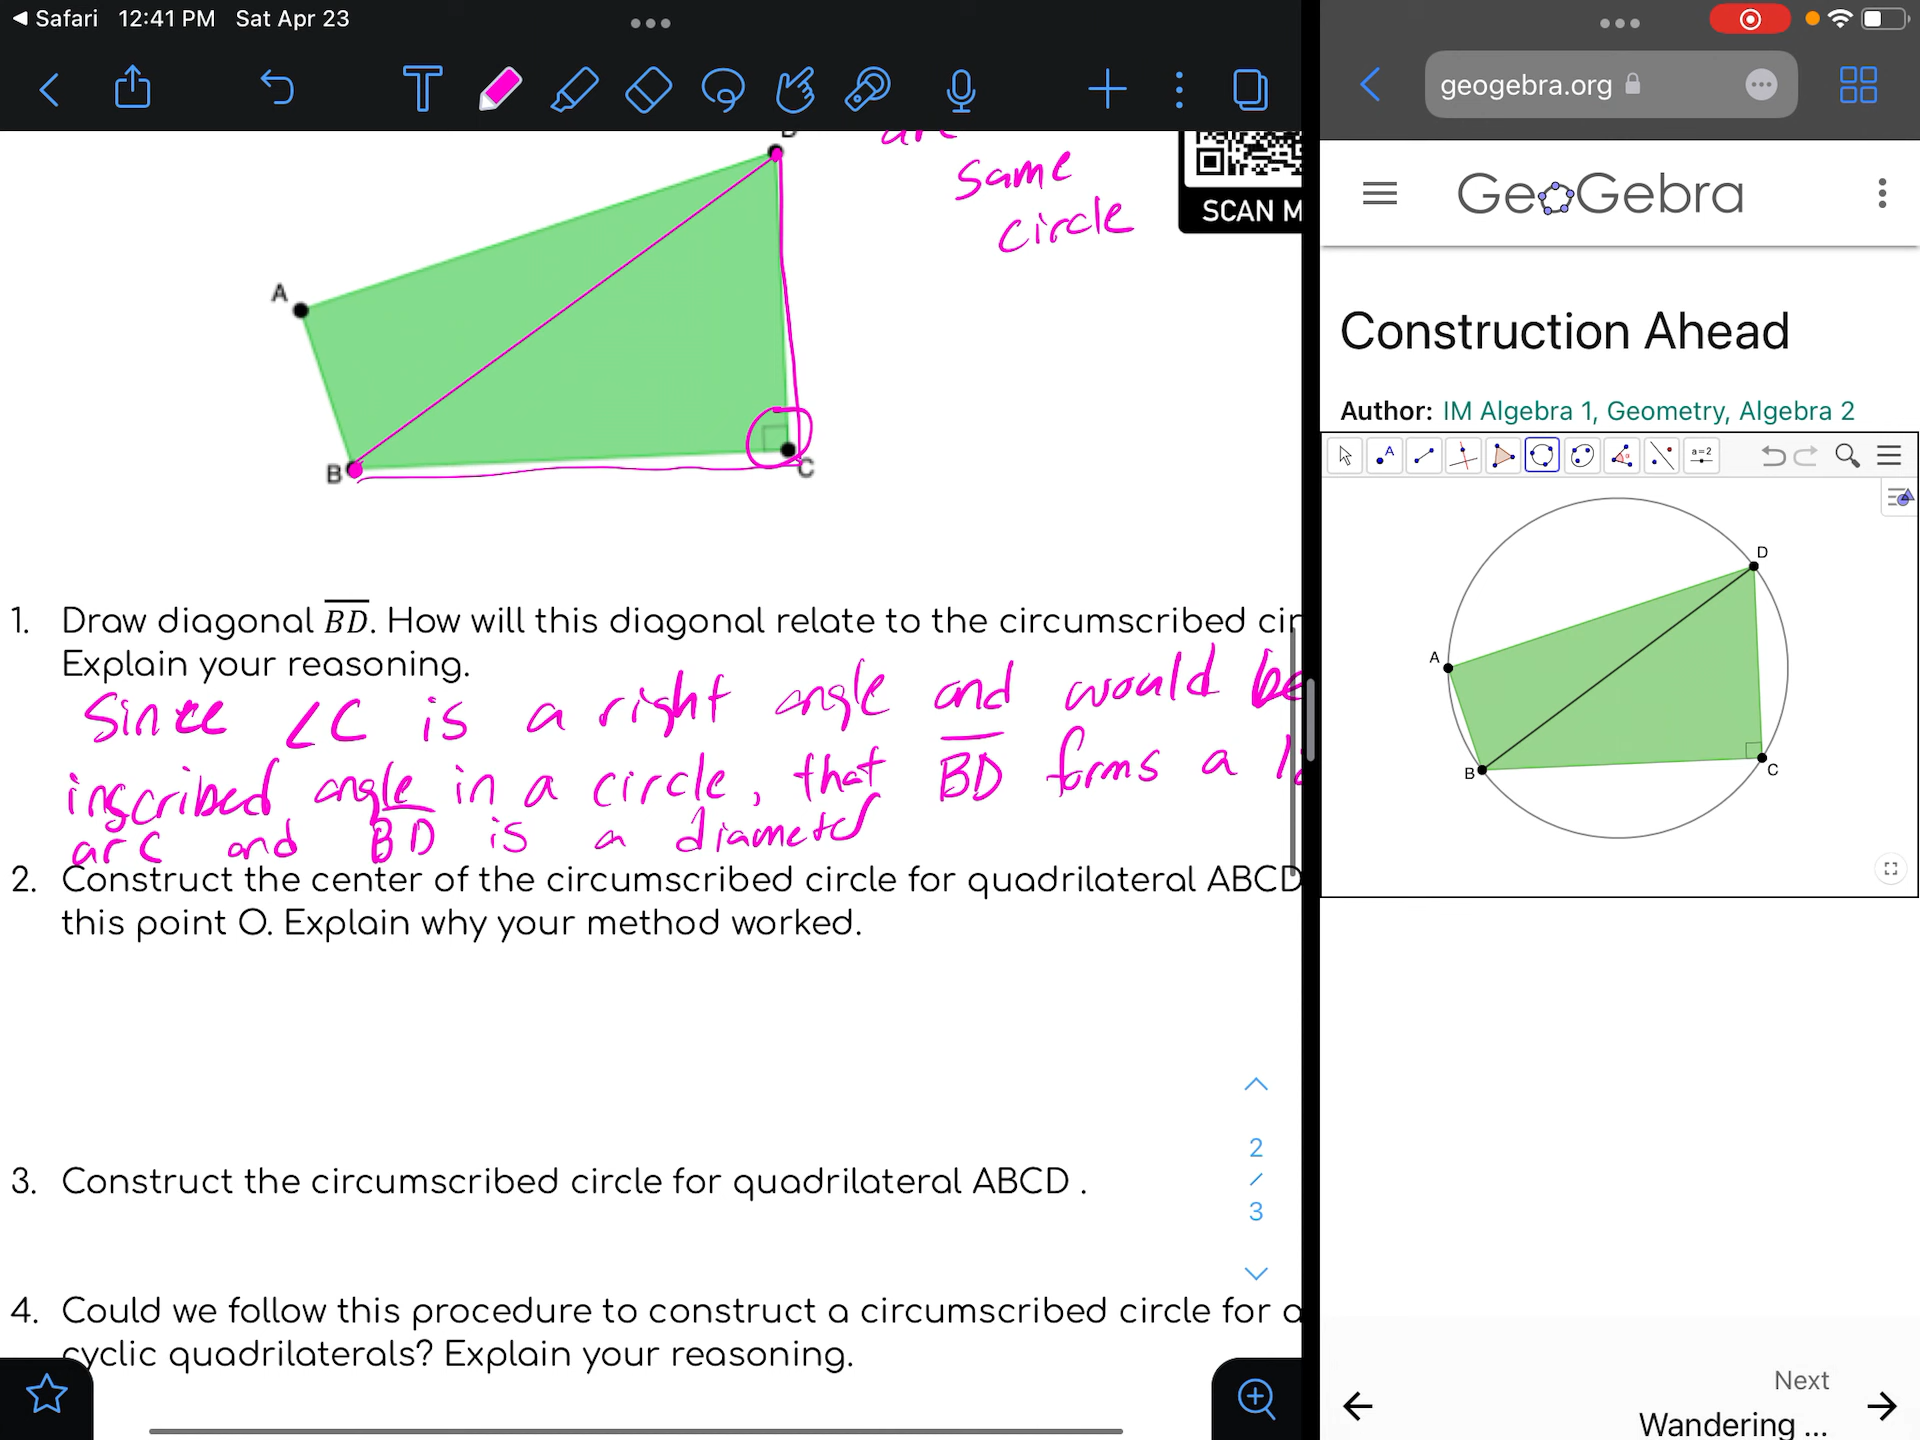 Safari 12:41 PM Sat Apr 23
geogebra.org
GeoGebra
same
circle
SCAN M
A
B
C
Construction Ahead
Author: IM Algebra 1, Geometry, Algebra 2
A
a=2
D
A
B
C
1. Draw diagonal BD. How will this diagonal relate to the circumscribed cir
Explain your reasoning.
Since ∠C is a right angle and would be
inscribed angle in a circle, that BD forms a
arc and BD is a diameter
2. Construct the center of the circumscribed circle for quadrilateral ABCD
this point O. Explain why your method worked.
2
/
3
3. Construct the circumscribed circle for quadrilateral ABCD .
4. Could we follow this procedure to construct a circumscribed circle for a
cyclic quadrilaterals? Explain your reasoning.
Next
Wandering ...